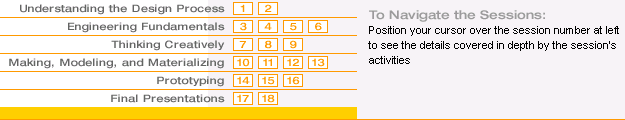 Understanding the Design Process 1 2
Engineering Fundamentals 3 4 5 6
Thinking Creatively 7 8 9
Making, Modeling, and Materializing 10 11 12 13
Prototyping 14 15 16
Final Presentations 17 18
To Navigate the Sessions:
Position your cursor over the session number at left
to see the details covered in depth by the session's
activities